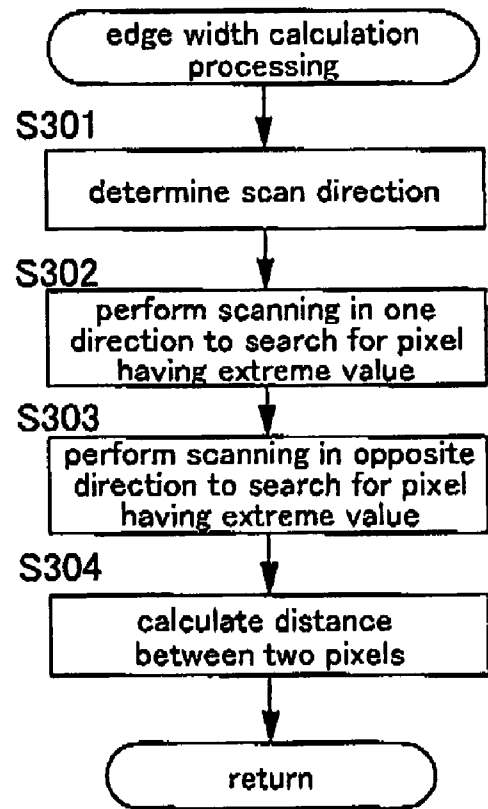 edge width calculation
processing
S301
determine scan direction
S302
perform scanning in one
direction to search for pixel
having extreme value
S303
perform scanning in opposite
direction to search for pixel
having extreme value
S304
calculate distance
between two pixels
return